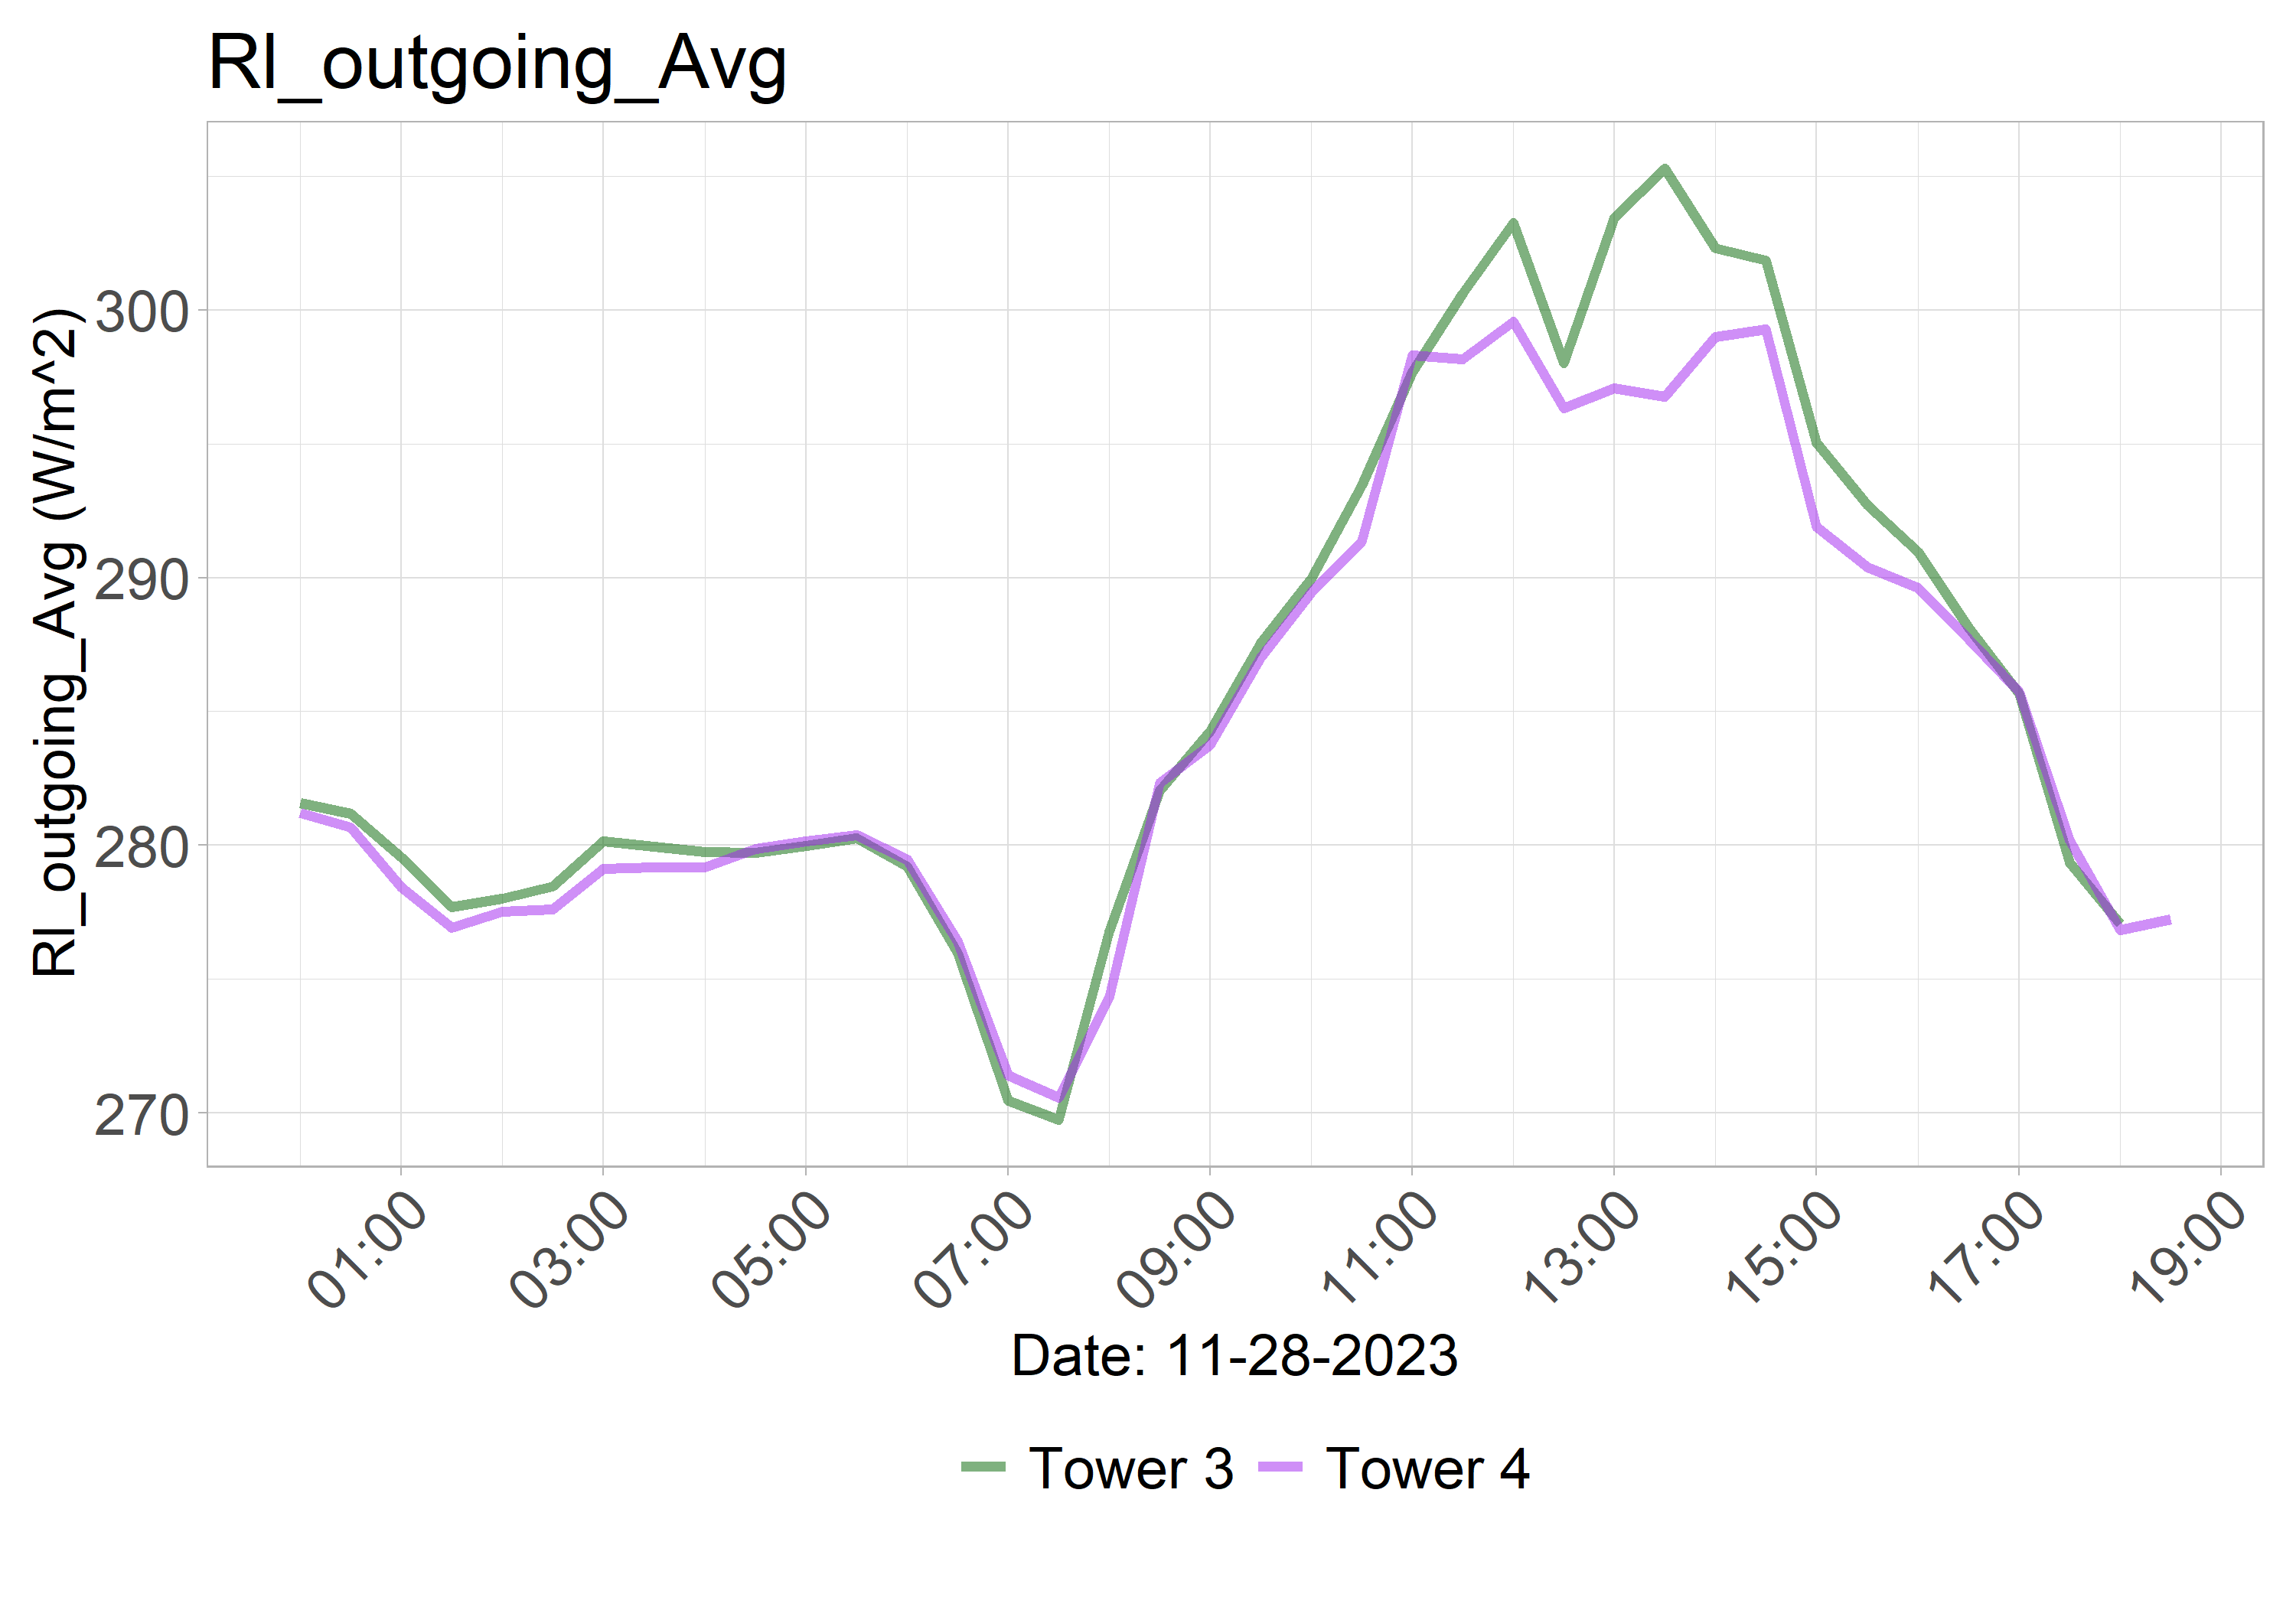 Rl_outgoing_Avg
Rl_outgoing_Avg (W/m^2)
300
290
280
270
01:00 03:00 05:00 07:00 09:00 11:00 13:00 15:00 17:00 19:00
Date: 11-28-2023
Tower 3 Tower 4